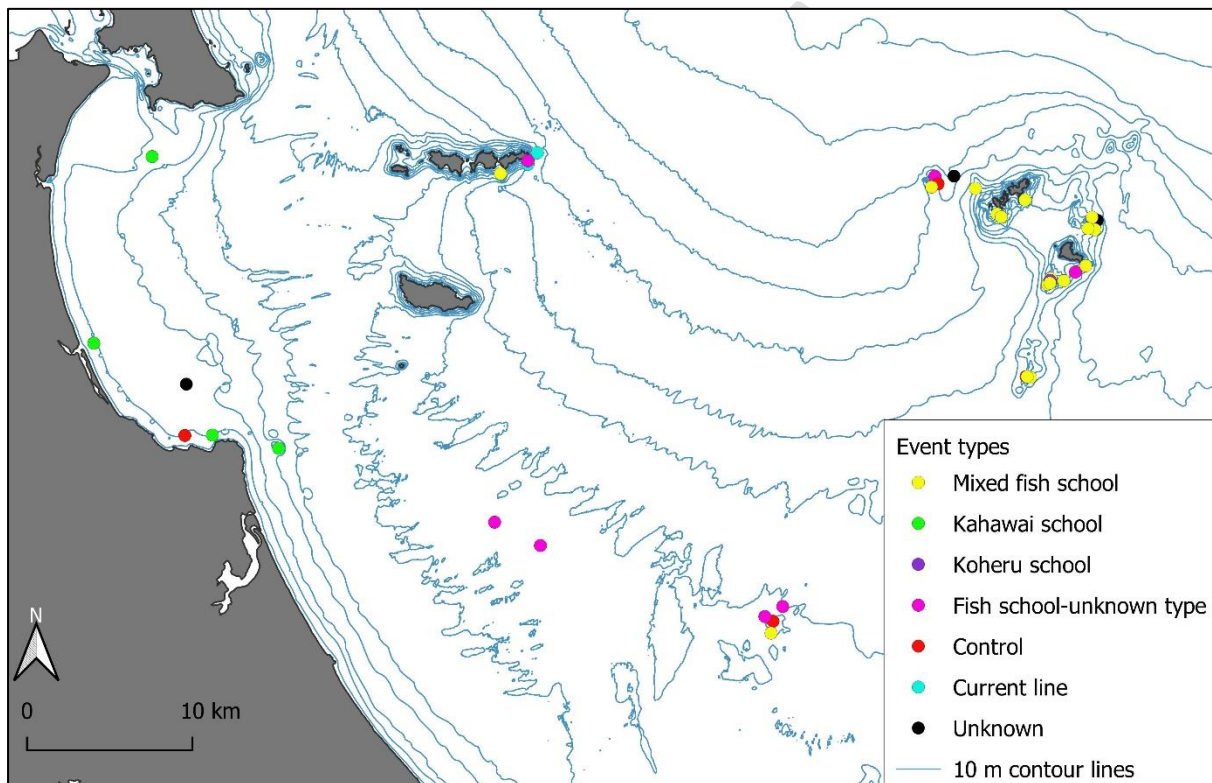 Event types
Mixed fish school
Kahawai school
Koheru school
Fish school-unknown type
Control
Current line
Unknown
10 m contour lines
N
0 10 km